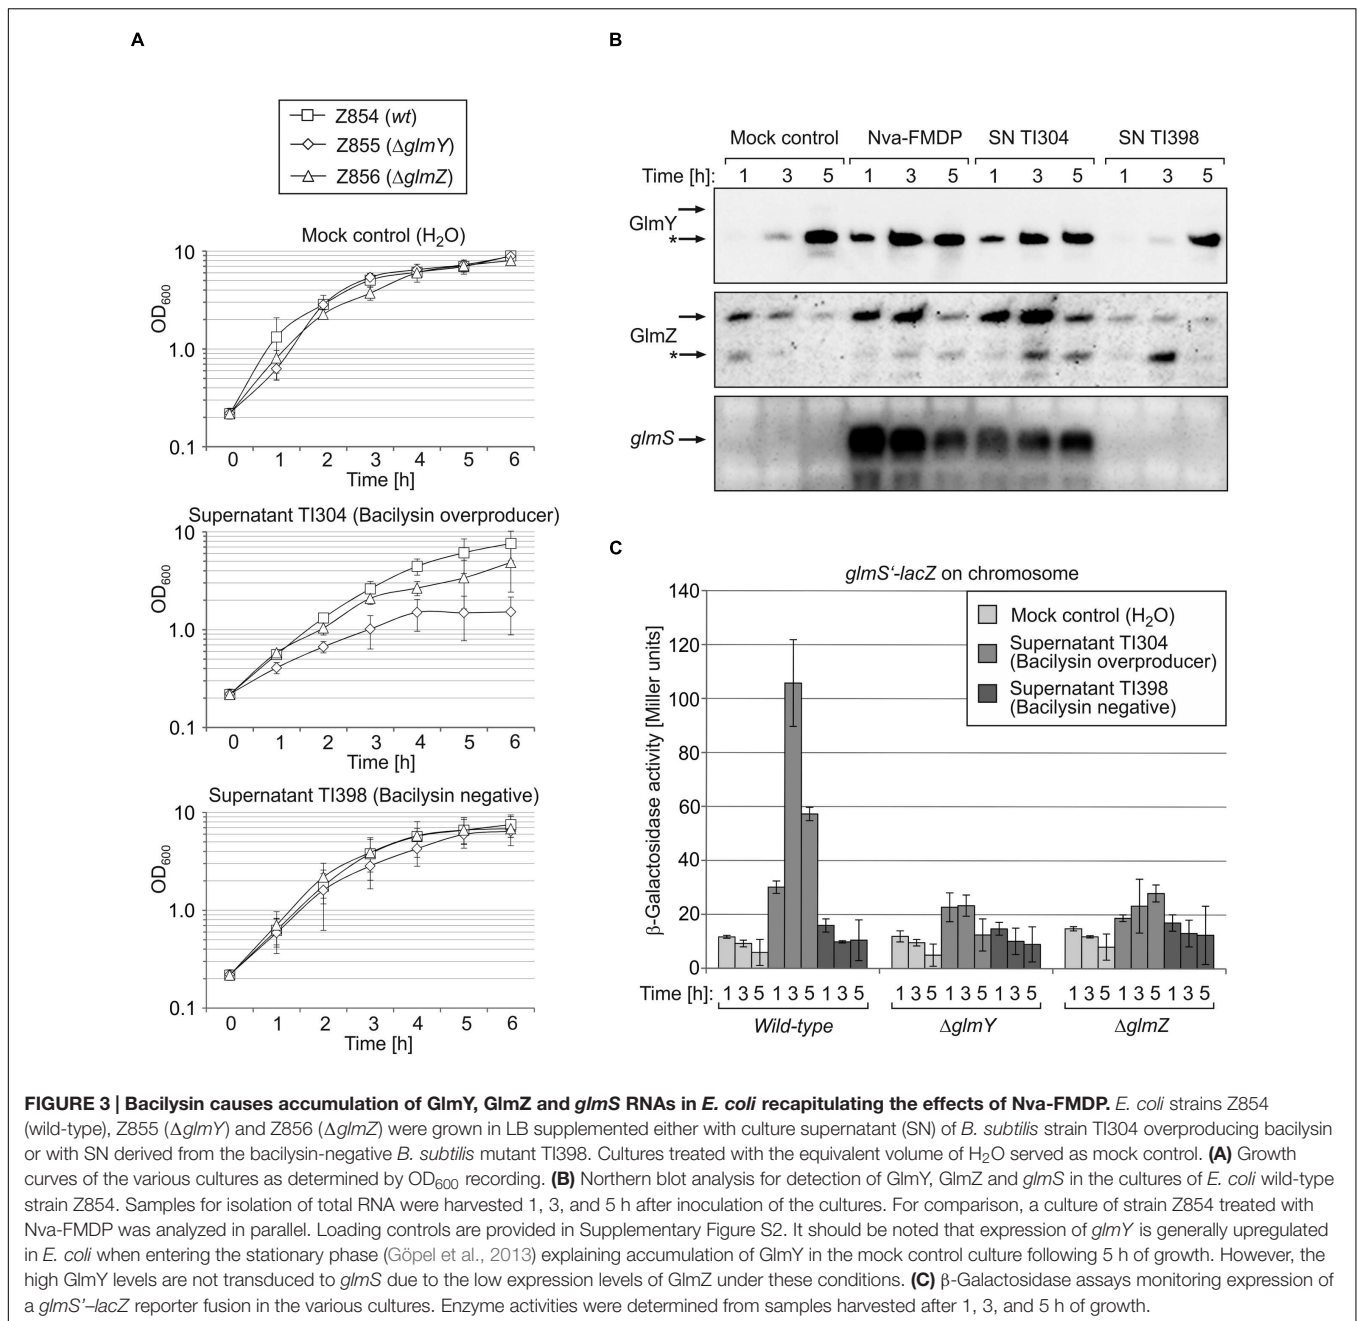 A
Z854 (wt)
Z855 (ΔglmY)
Z856 (ΔglmZ)
Mock control (H2O)
10
1.0
0.1
OD600
0 1 2 3 4 5 6
Time [h]
Supernatant TI304 (Bacilysin overproducer)
10
1.0
0.1
OD600
0 1 2 3 4 5 6
Time [h]
Supernatant TI398 (Bacilysin negative)
10
1.0
0.1
OD600
0 1 2 3 4 5 6
Time [h]
B
Mock control Nva-FMDP SN TI304 SN TI398
Time [h]: 1 3 5 1 3 5 1 3 5 1 3 5
GlmY
*
GlmZ
*
glmS
C
glmS‘-lacZ on chromosome
Mock control (H2O)
Supernatant TI304
(Bacilysin overproducer)
Supernatant TI398
(Bacilysin negative)
β-Galactosidase activity [Miller units]
140
120
100
80
60
40
20
0
Time [h]: 1 3 5 1 3 5 1 3 5 1 3 5 1 3 5 1 3 5 1 3 5 1 3 5 1 3 5
Wild-type ΔglmY ΔglmZ
FIGURE 3 | Bacilysin causes accumulation of GlmY, GlmZ and glmS RNAs in E. coli recapitulating the effects of Nva-FMDP. E. coli strains Z854
(wild-type), Z855 (ΔglmY) and Z856 (ΔglmZ) were grown in LB supplemented either with culture supernatant (SN) of B. subtilis strain TI304 overproducing bacilysin
or with SN derived from the bacilysin-negative B. subtilis mutant TI398. Cultures treated with the equivalent volume of H2O served as mock control. (A) Growth
curves of the various cultures as determined by OD600 recording. (B) Northern blot analysis for detection of GlmY, GlmZ and glmS in the cultures of E. coli wild-type
strain Z854. Samples for isolation of total RNA were harvested 1, 3, and 5 h after inoculation of the cultures. For comparison, a culture of strain Z854 treated with
Nva-FMDP was analyzed in parallel. Loading controls are provided in Supplementary Figure S2. It should be noted that expression of glmY is generally upregulated
in E. coli when entering the stationary phase (Göpel et al., 2013) explaining accumulation of GlmY in the mock control culture following 5 h of growth. However, the
high GlmY levels are not transduced to glmS due to the low expression levels of GlmZ under these conditions. (C) β-Galactosidase assays monitoring expression of
a glmS’–lacZ reporter fusion in the various cultures. Enzyme activities were determined from samples harvested after 1, 3, and 5 h of growth.